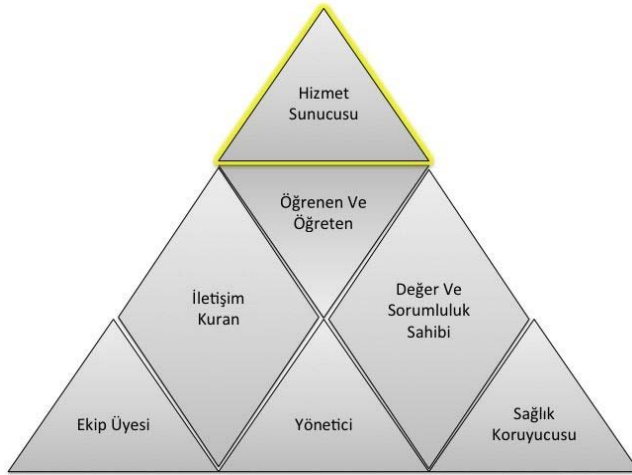 Hizmet
Sunucusu
Öğrenen Ve
Öğreten
İletişim
Kuran
Değer Ve
Sorumluluk
Sahibi
Ekip Üyesi
Yönetici
Sağlık
Koruyucusu